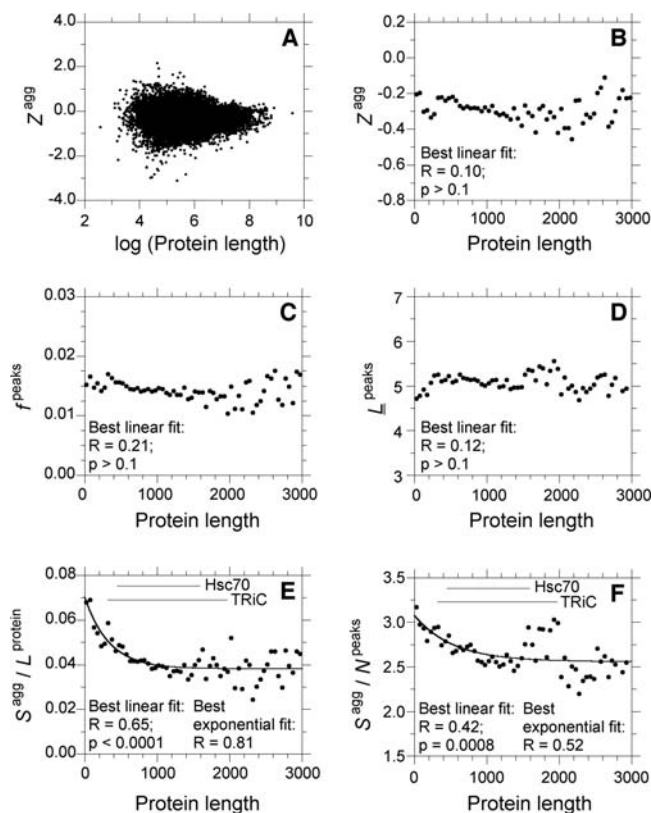 A
4.0
2.0
0.0
-2.0
-4.0
Z^agg
2 4 6 8 10
log (Protein length)
B
0.2
0.0
-0.2
-0.4
-0.6
-0.8
Z^agg
Best linear fit:
R = 0.10;
p > 0.1
0 1000 2000 3000
Protein length
C
0.03
0.02
0.01
0.00
f^peaks
Best linear fit:
R = 0.21;
p > 0.1
0 1000 2000 3000
Protein length
D
7
6
5
4
3
L^peaks
Best linear fit:
R = 0.12;
p > 0.1
0 1000 2000 3000
Protein length
E
Hsc70
TRiC
0.08
0.06
0.04
0.02
0.00
S^agg / L^protein
Best linear fit:
R = 0.65;
p < 0.0001
Best
exponential fit:
R = 0.81
0 1000 2000 3000
Protein length
F
Hsc70
TRiC
3.5
3.0
2.5
2.0
1.5
S^agg / N^peaks
Best linear fit:
R = 0.42;
p = 0.0008
Best
exponential fit:
R = 0.52
0 1000 2000 3000
Protein length